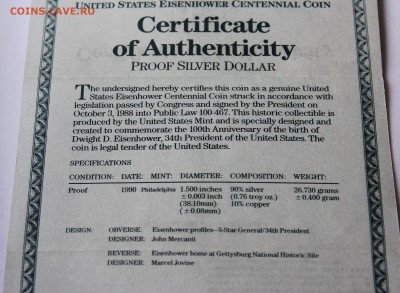 COINS.CAVE.RU
UNITED STATES EISENHOWER CENTENNIAL COIN
Certificate
of Authenticity
PROOF SILVER DOLLAR
The undersigned hereby certifies this coin as a genuine United
States Eisenhower Centennial Coin struck in accordance with
legislation passed by Congress and signed by the President on
October 3, 1988 into Public Law 100-467. This historic collectible is
produced by the United States Mint and is specially designed and
created to commemorate the 100th Anniversary of the birth of
Dwight D. Eisenhower, 34th President of the United States. The
coin is legal tender of the United States.
SPECIFICATIONS
CONDITION: DATE: MINT: DIAMETER: COMPOSITION: WEIGHT:
Proof 1990 Philadelphia 1.500 inches 90% silver 26.730 grams
±0.003 inch (0.76 troy oz.) ±0.400 gram
(38.10mm) 10% copper
(±0.08mm)
DESIGN: OBVERSE: Eisenhower profiles—5-Star General/34th President
DESIGNER: John Mercanti
REVERSE: Eisenhower home at Gettysburg National Historic Site
DESIGNER: Marcel Jovine